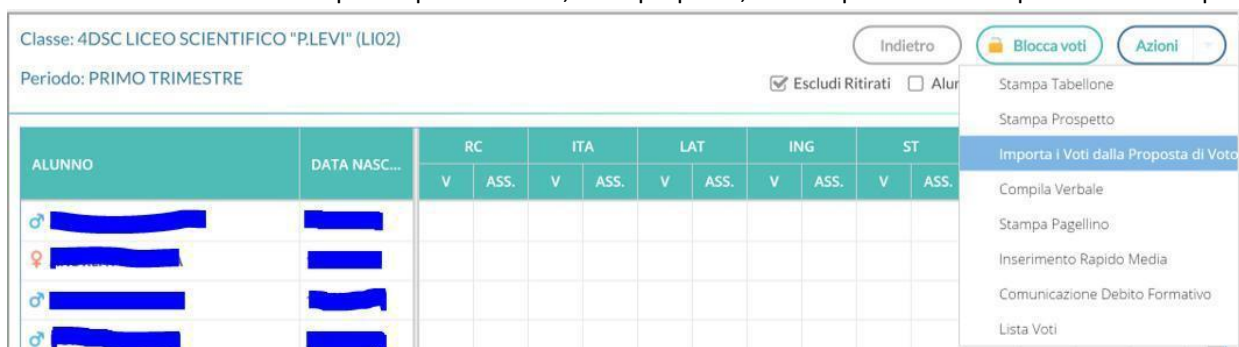 Classe: 4DSC LICEO SCIENTIFICO "P.LEVI" (LI02)
Indietro
Blocca voti
Azioni
Periodo: PRIMO TRIMESTRE
Escludi Ritirati
Alur
Stampa Tabellone
Stampa Prospetto
Importa i Voti dalla Proposta di Voto
Compila Verbale
Stampa Pagellino
Inserimento Rapido Media
Comunicazione Debito Formativo
Lista Voti
ALUNNO DATA NASC... RC ITA LAT ING ST
V ASS. V ASS. V ASS. V ASS. V ASS.